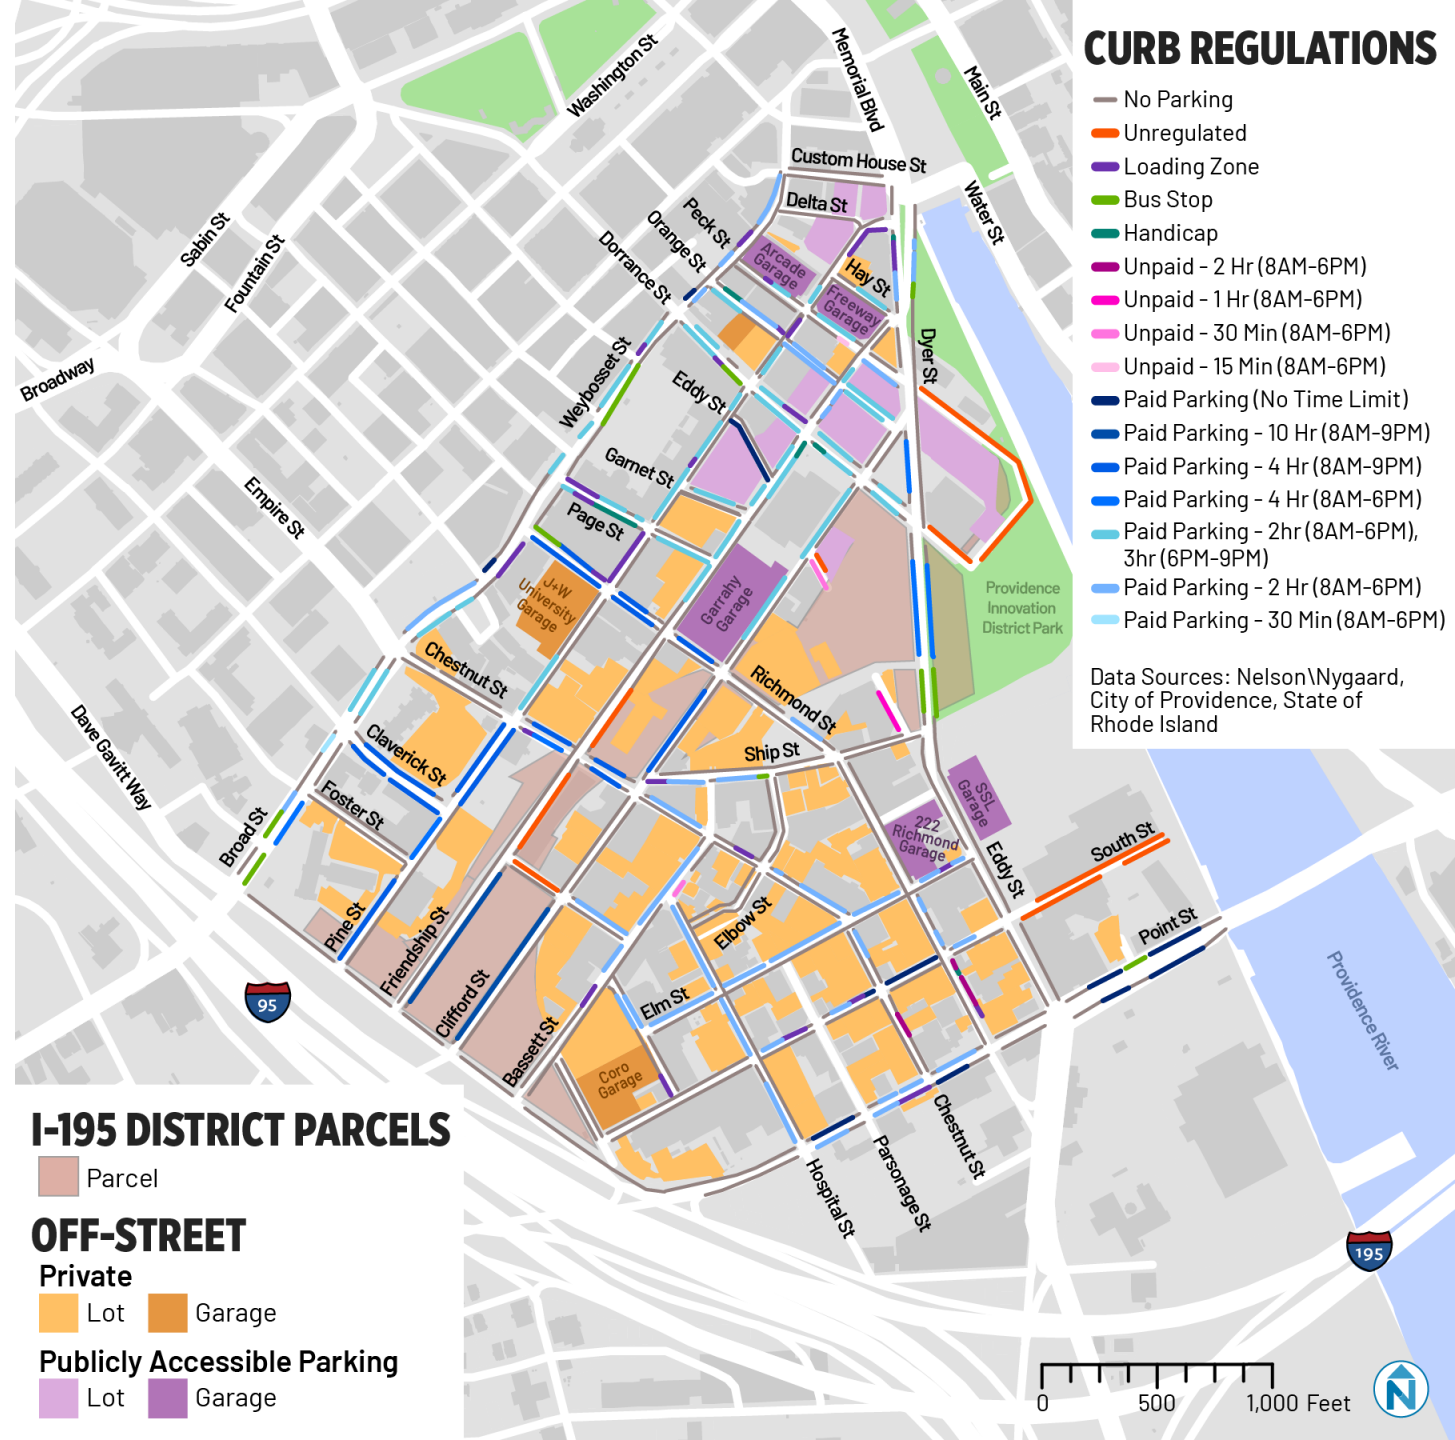 CURB REGULATIONS
No Parking
Unregulated
Loading Zone
Bus Stop
Handicap
Unpaid - 2 Hr (8AM-6PM)
Unpaid - 1 Hr (8AM-6PM)
Unpaid - 30 Min (8AM-6PM)
Unpaid - 15 Min (8AM-6PM)
Paid Parking (No Time Limit)
Paid Parking - 10 Hr (8AM-9PM)
Paid Parking - 4 Hr (8AM-9PM)
Paid Parking - 4 Hr (8AM-6PM)
Paid Parking - 2hr (8AM-6PM),
3hr (6PM-9PM)
Paid Parking - 2 Hr (8AM-6PM)
Paid Parking - 30 Min (8AM-6PM)
Data Sources: Nelson\Nygaard,
City of Providence, State of
Rhode Island
Washington St
Memorial Blvd
Main St
Custom House St
Delta St
Water St
Peck St
Orange St
Dorrance St
Sabin St
Fountain St
Arcade
Garage
Hay St
Freeway
Garage
Dyer St
Broadway
Weybosset St
Eddy St
Garnet St
Empire St
Page St
J+W
University
Garage
Garrahy
Garage
Providence
Innovation
District Park
Chestnut St
Richmond St
Dave Gavitt Way
Claverick St
Ship St
Foster St
Broad St
SSL
Garage
222
Richmond
Garage
Eddy St
South St
Pine St
Friendship St
Elbow St
Point St
95
Clifford St
Elm St
Bassett St
Coro
Garage
Providence River
Chestnut St
Parsonage St
Hospital St
195
I-195 DISTRICT PARCELS
Parcel
OFF-STREET
Private
Lot
Garage
Publicly Accessible Parking
Lot
Garage
0
500
1,000 Feet
N